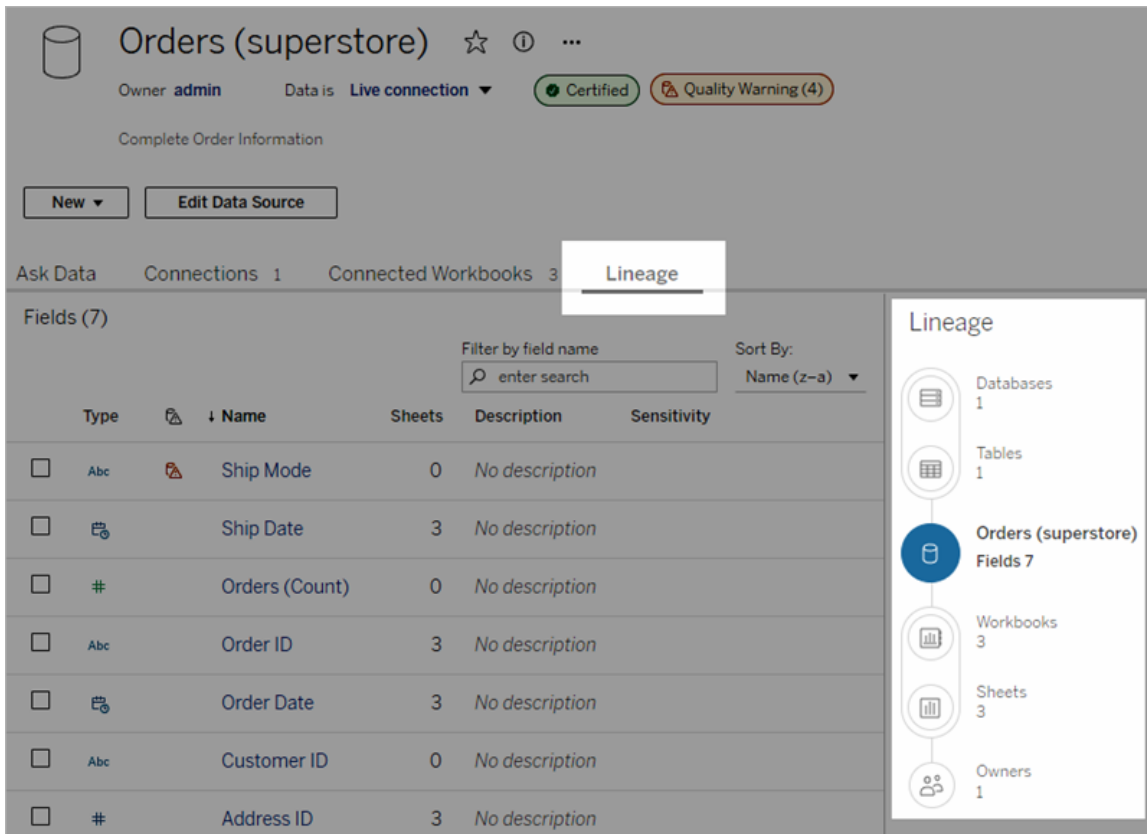 Orders (superstore)
Owner admin Data is Live connection Certified Quality Warning (4)
Complete Order Information
New Edit Data Source
Ask Data Connections 1 Connected Workbooks 3 Lineage
Fields (7)
Filter by field name Sort By:
enter search Name (z–a)
Type ↓ Name Sheets Description Sensitivity
Abc Ship Mode 0 No description
Ship Date 3 No description
# Orders (Count) 0 No description
Abc Order ID 3 No description
Order Date 3 No description
Abc Customer ID 0 No description
# Address ID 3 No description
Lineage
Databases
1
Tables
1
Orders (superstore)
Fields 7
Workbooks
3
Sheets
3
Owners
1